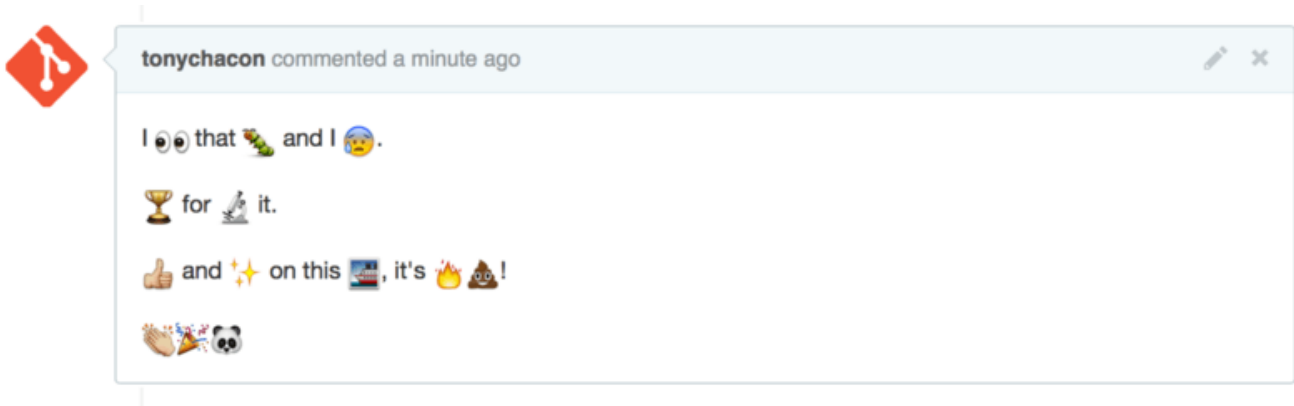 tonychacon commented a minute ago
I 👀 that 🐛 and I 😰.
🏆 for 🔬 it.
👍 and ✨ on this 🚢, it's 🔥💩!
👏🎉🐼